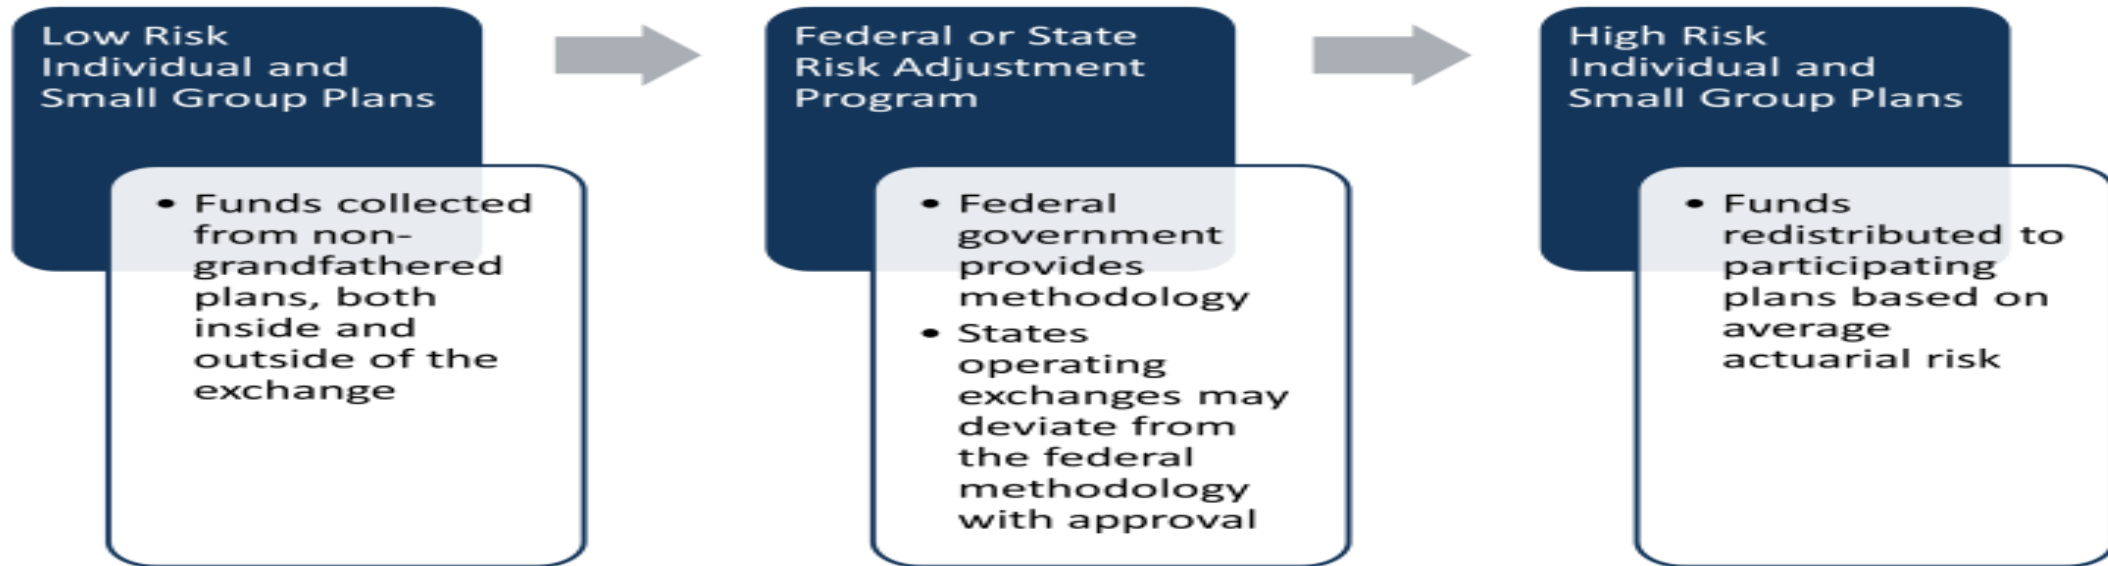 Low Risk
Individual and
Small Group Plans
• Funds collected
from non-
grandfathered
plans, both
inside and
outside of the
exchange
Federal or State
Risk Adjustment
Program
• Federal
government
provides
methodology
• States
operating
exchanges may
deviate from
the federal
methodology
with approval
High Risk
Individual and
Small Group Plans
• Funds
redistributed to
participating
plans based on
average
actuarial risk